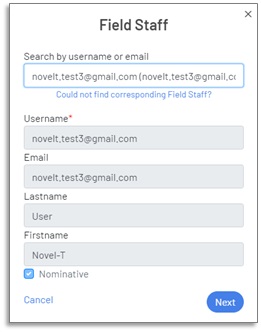 Field Staff
Search by username or email
novelt.test3@gmail.com (novelt.test3@gmail.cc
Could not find corresponding Field Staff?
Username*
novelt.test3@gmail.com
Email
novelt.test3@gmail.com
Lastname
User
Firstname
Novel-T
Nominative
Cancel
Next